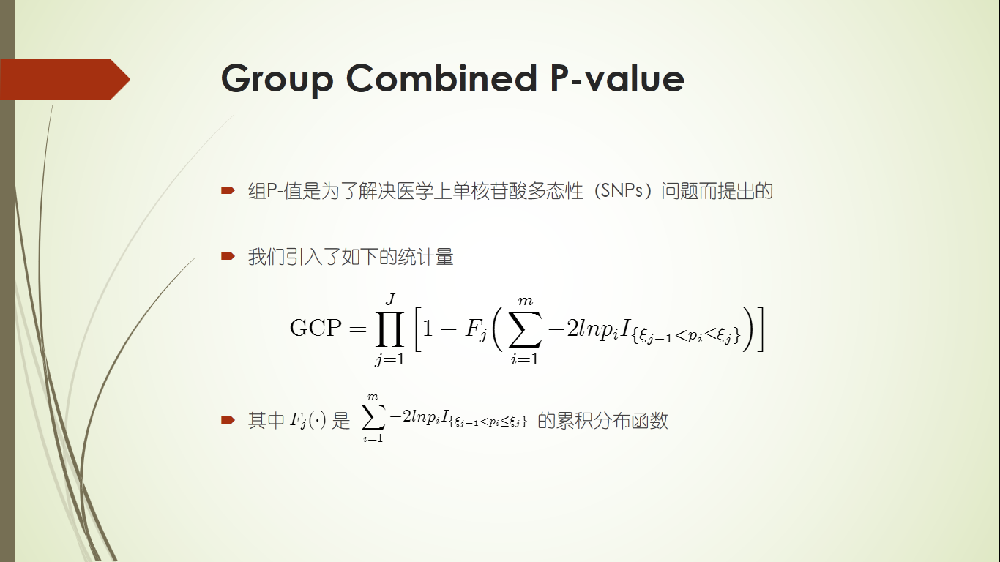 Group Combined P-value
组P-值是为了解决医学上单核苷酸多态性（SNPs）问题而提出的
我们引入了如下的统计量
$\mathrm{GCP} = \prod_{j=1}^{J} \left[ 1 - F_j \left( \sum_{i=1}^{m} -2lnp_i I_{\{\xi_{j-1} < p_i \leq \xi_j\}} \right) \right]$
其中 $F_j(\cdot)$ 是 $\sum_{i=1}^{m} -2lnp_i I_{\{\xi_{j-1} < p_i \leq \xi_j\}}$ 的累积分布函数